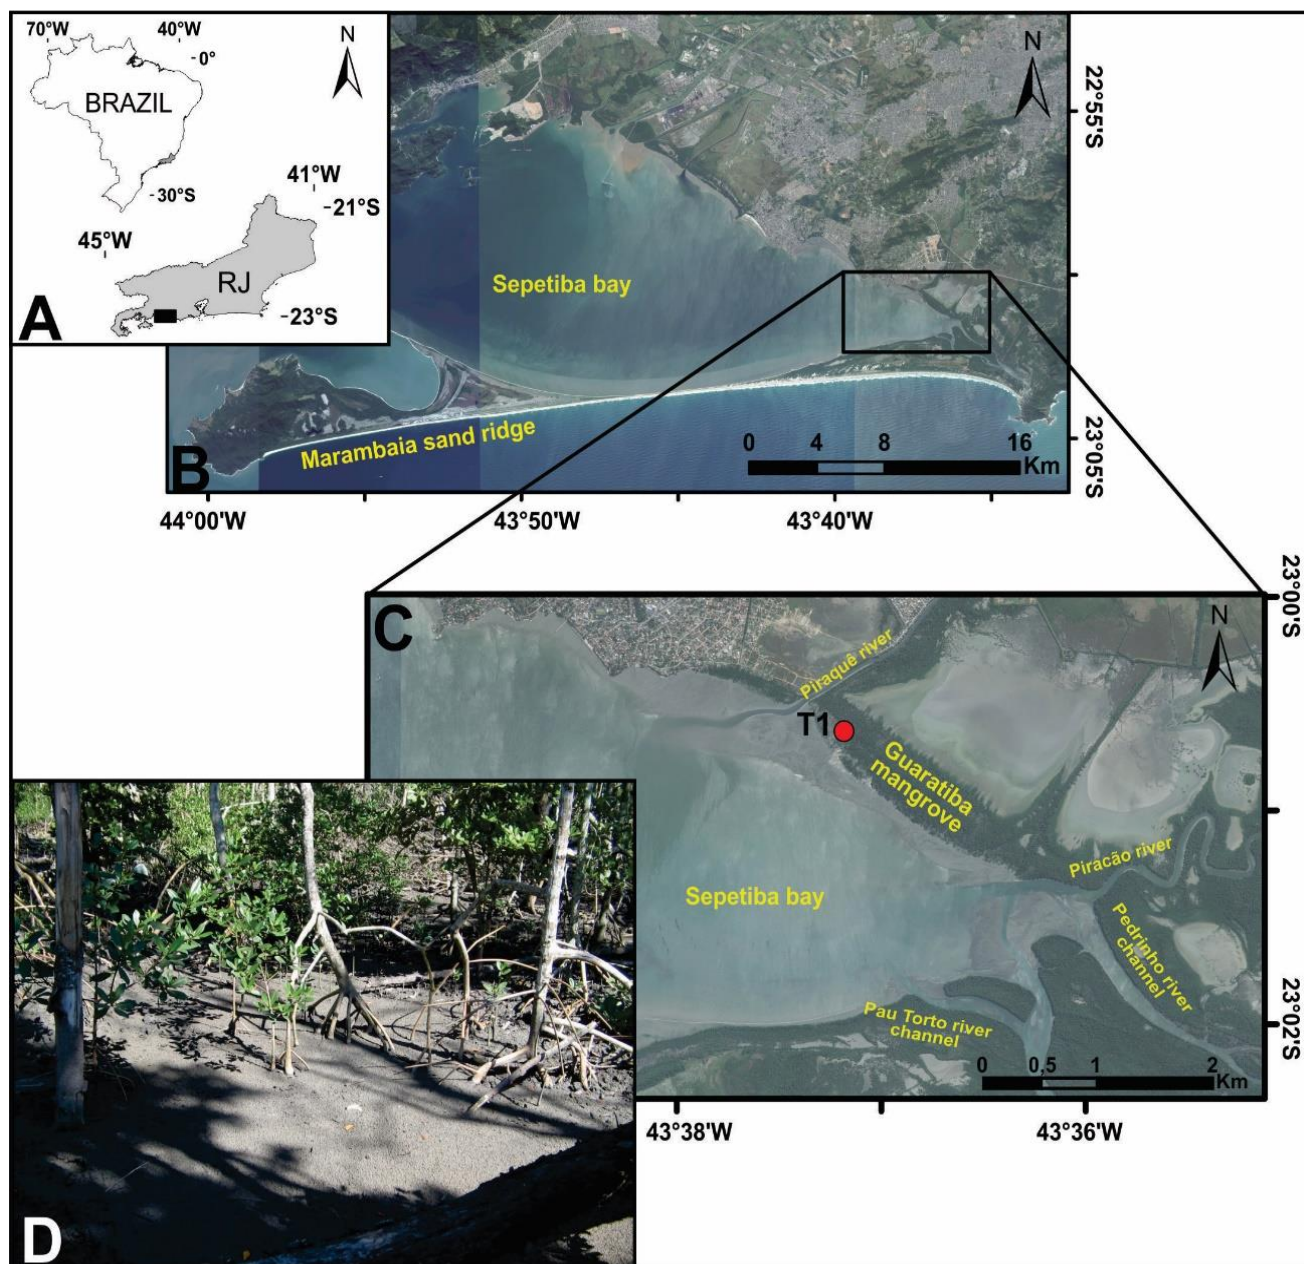 70°W
40°W
N
0°
BRAZIL
30°S
41°W
21°S
45°W
RJ
23°S
A
N
22°55'S
Sepetiba bay
Marambaia sand ridge
B
0 4 8 16
Km
23°05'S
44°00'W
43°50'W
43°40'W
23°00'S
C
N
Piraquê river
T1
Guaratiba
mangrove
Piracão river
Sepetiba bay
Pedrinho river
channel
Pau Torto river
channel
23°02'S
0 0,5 1 2
Km
43°38'W
43°36'W
D